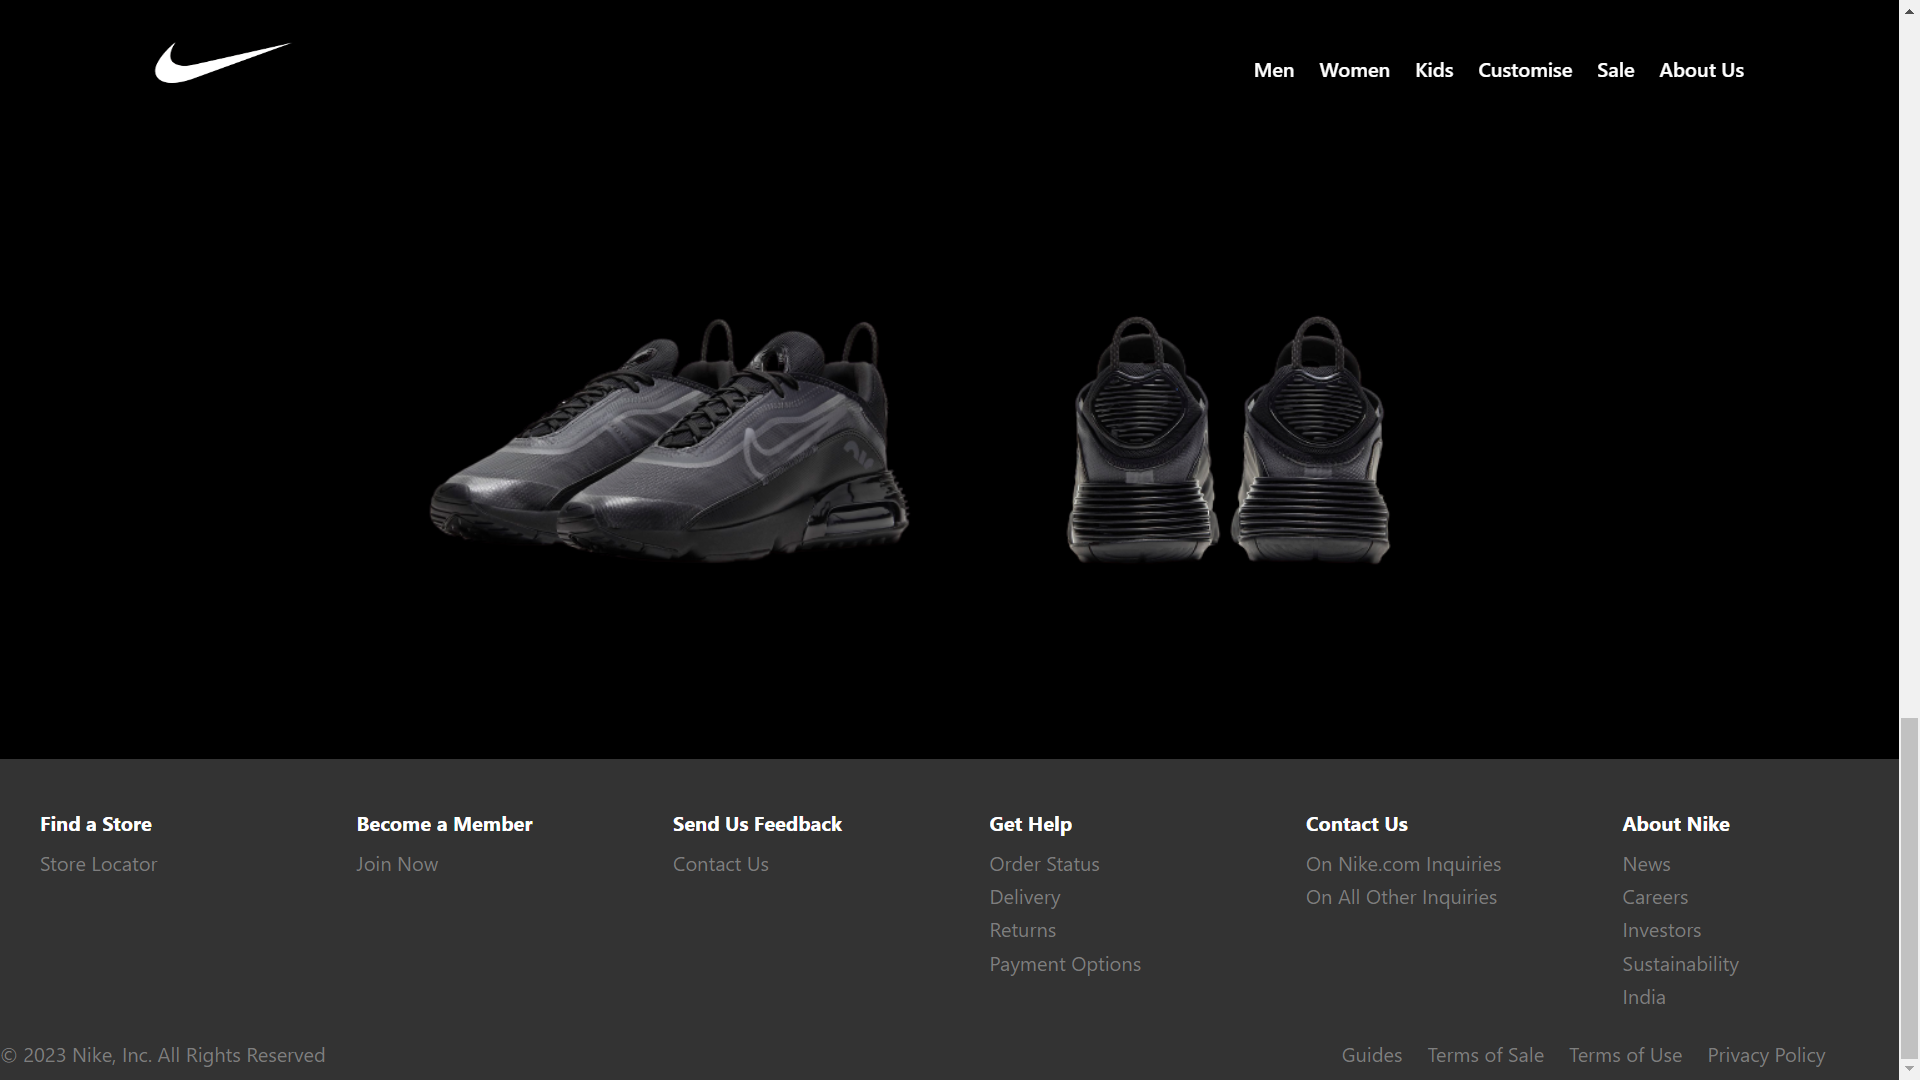 Men Women Kids Customise Sale About Us
Find a Store
Store Locator
Become a Member
Join Now
Send Us Feedback
Contact Us
Get Help
Order Status
Delivery
Returns
Payment Options
Contact Us
On Nike.com Inquiries
On All Other Inquiries
About Nike
News
Careers
Investors
Sustainability
India
© 2023 Nike, Inc. All Rights Reserved
Guides Terms of Sale Terms of Use Privacy Policy